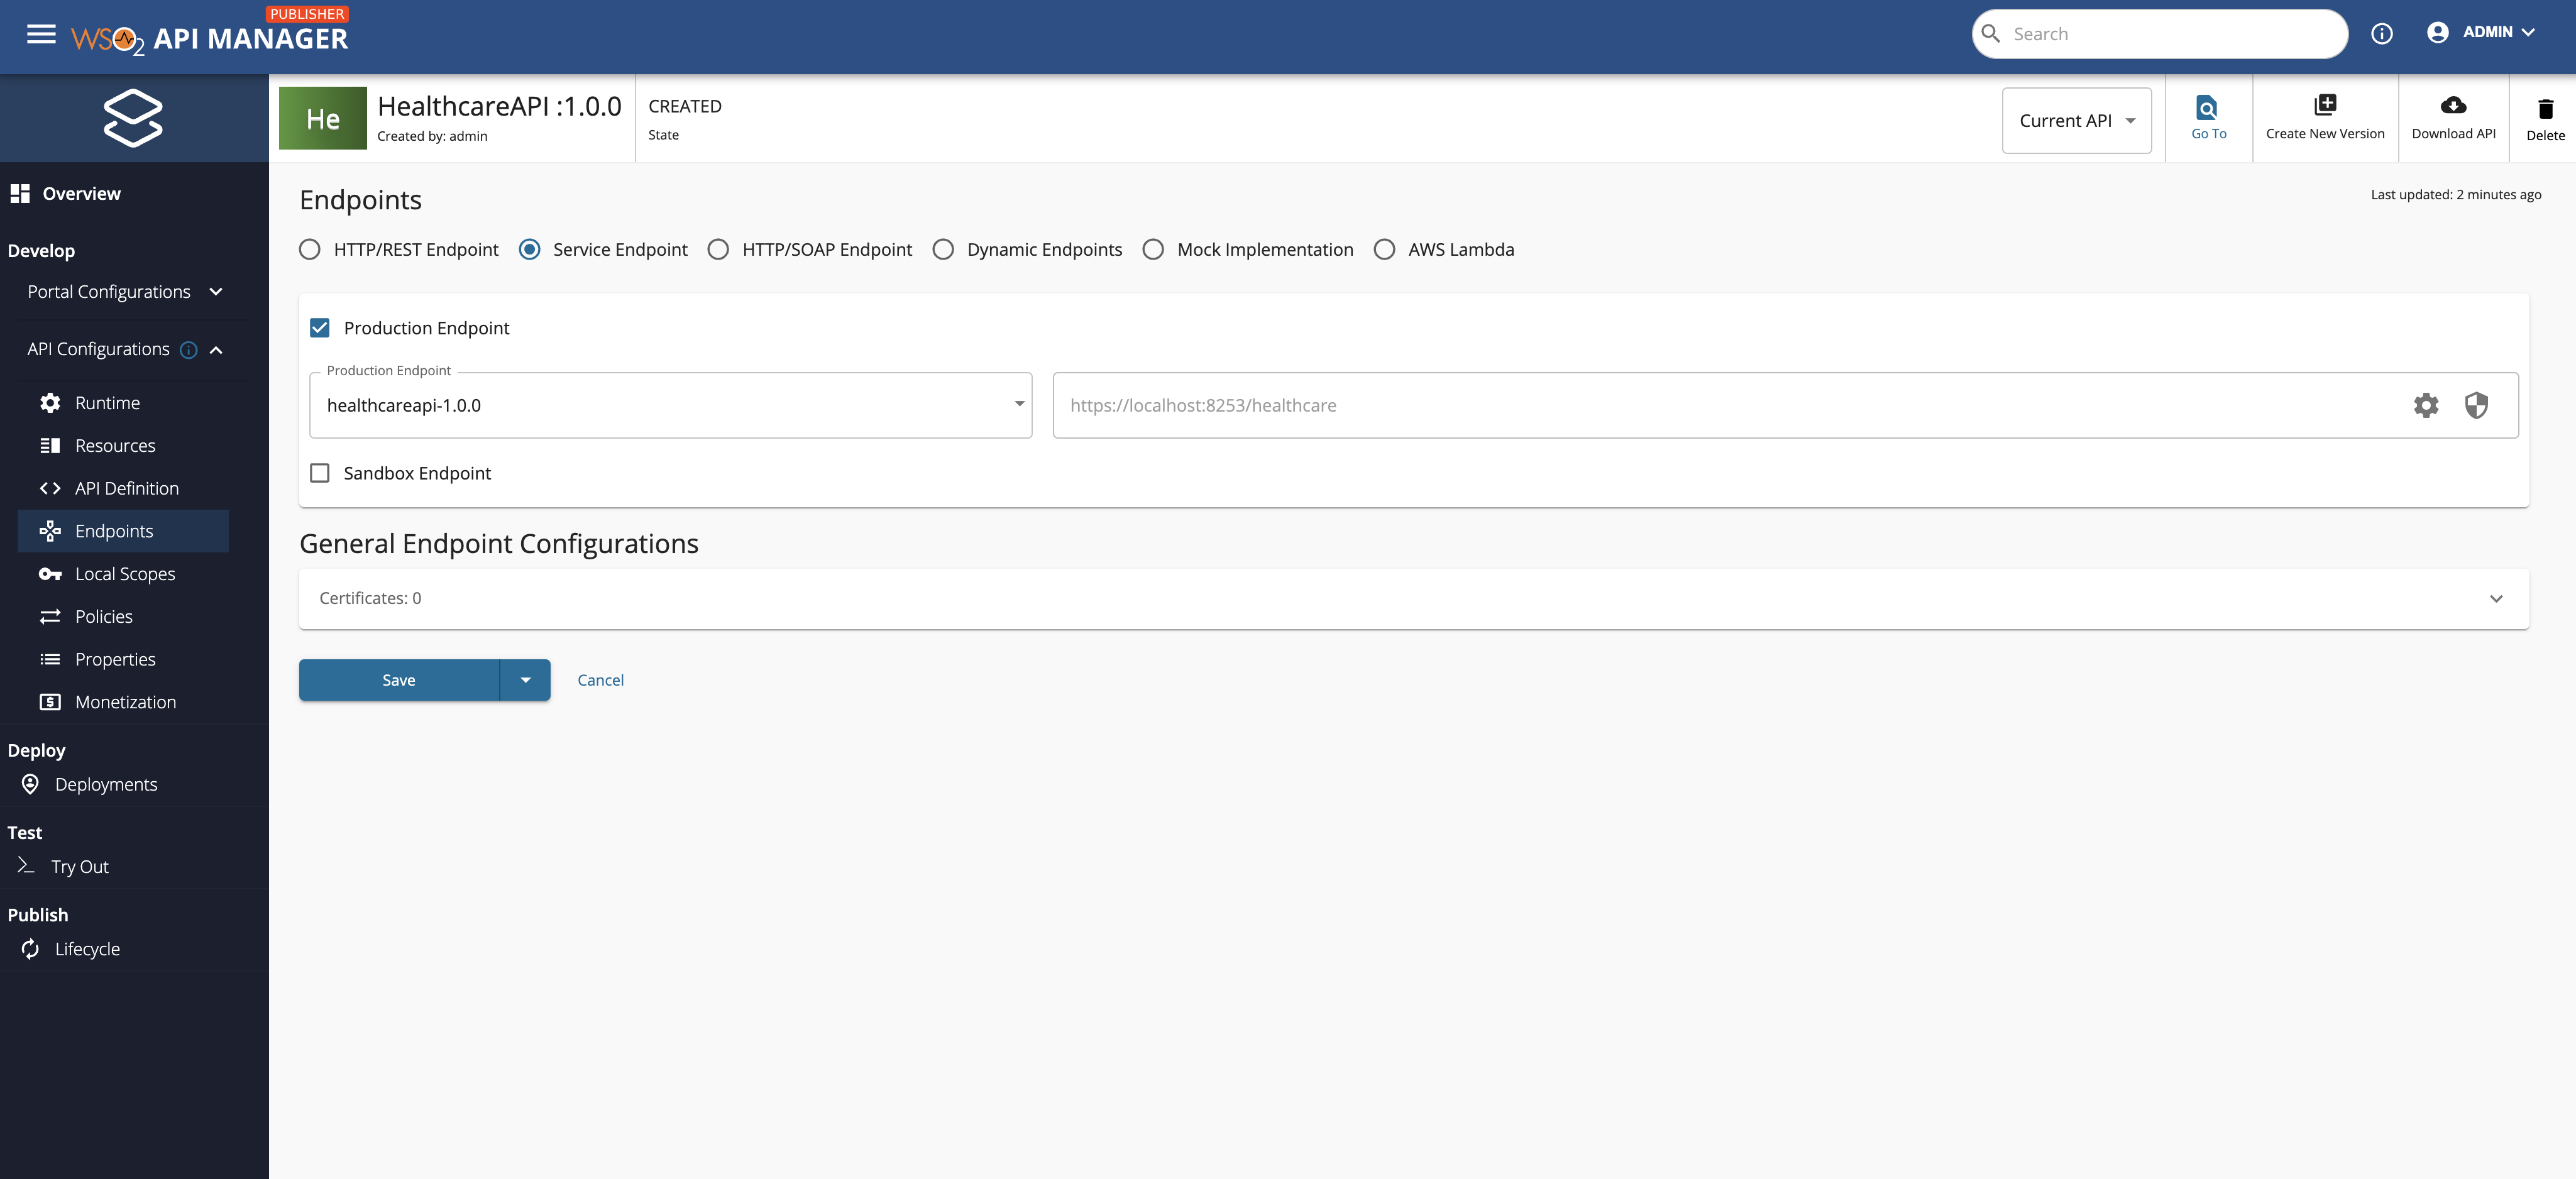 PUBLISHER
WSO2 API MANAGER
Search
ADMIN
He
HealthcareAPI :1.0.0
Created by: admin
CREATED
State
Current API
Go To
Create New Version
Download API
Delete
Overview
Develop
Portal Configurations
API Configurations
Runtime
Resources
API Definition
Endpoints
Local Scopes
Policies
Properties
Monetization
Deploy
Deployments
Test
Try Out
Publish
Lifecycle
Endpoints
Last updated: 2 minutes ago
HTTP/REST Endpoint
Service Endpoint
HTTP/SOAP Endpoint
Dynamic Endpoints
Mock Implementation
AWS Lambda
Production Endpoint
Production Endpoint
healthcareapi-1.0.0
https://localhost:8253/healthcare
Sandbox Endpoint
General Endpoint Configurations
Certificates: 0
Save
Cancel